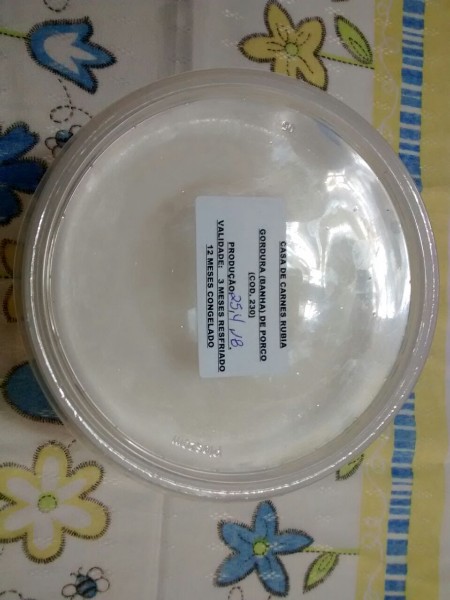 CASA DE CARNES RUBIA
GORDURA (BANHA) DE PORCO
(COD. 230)
PRODUÇÃO: 25,4 18.
VALIDADE: 3 MESES RESFRIADO
12 MESES CONGELADO